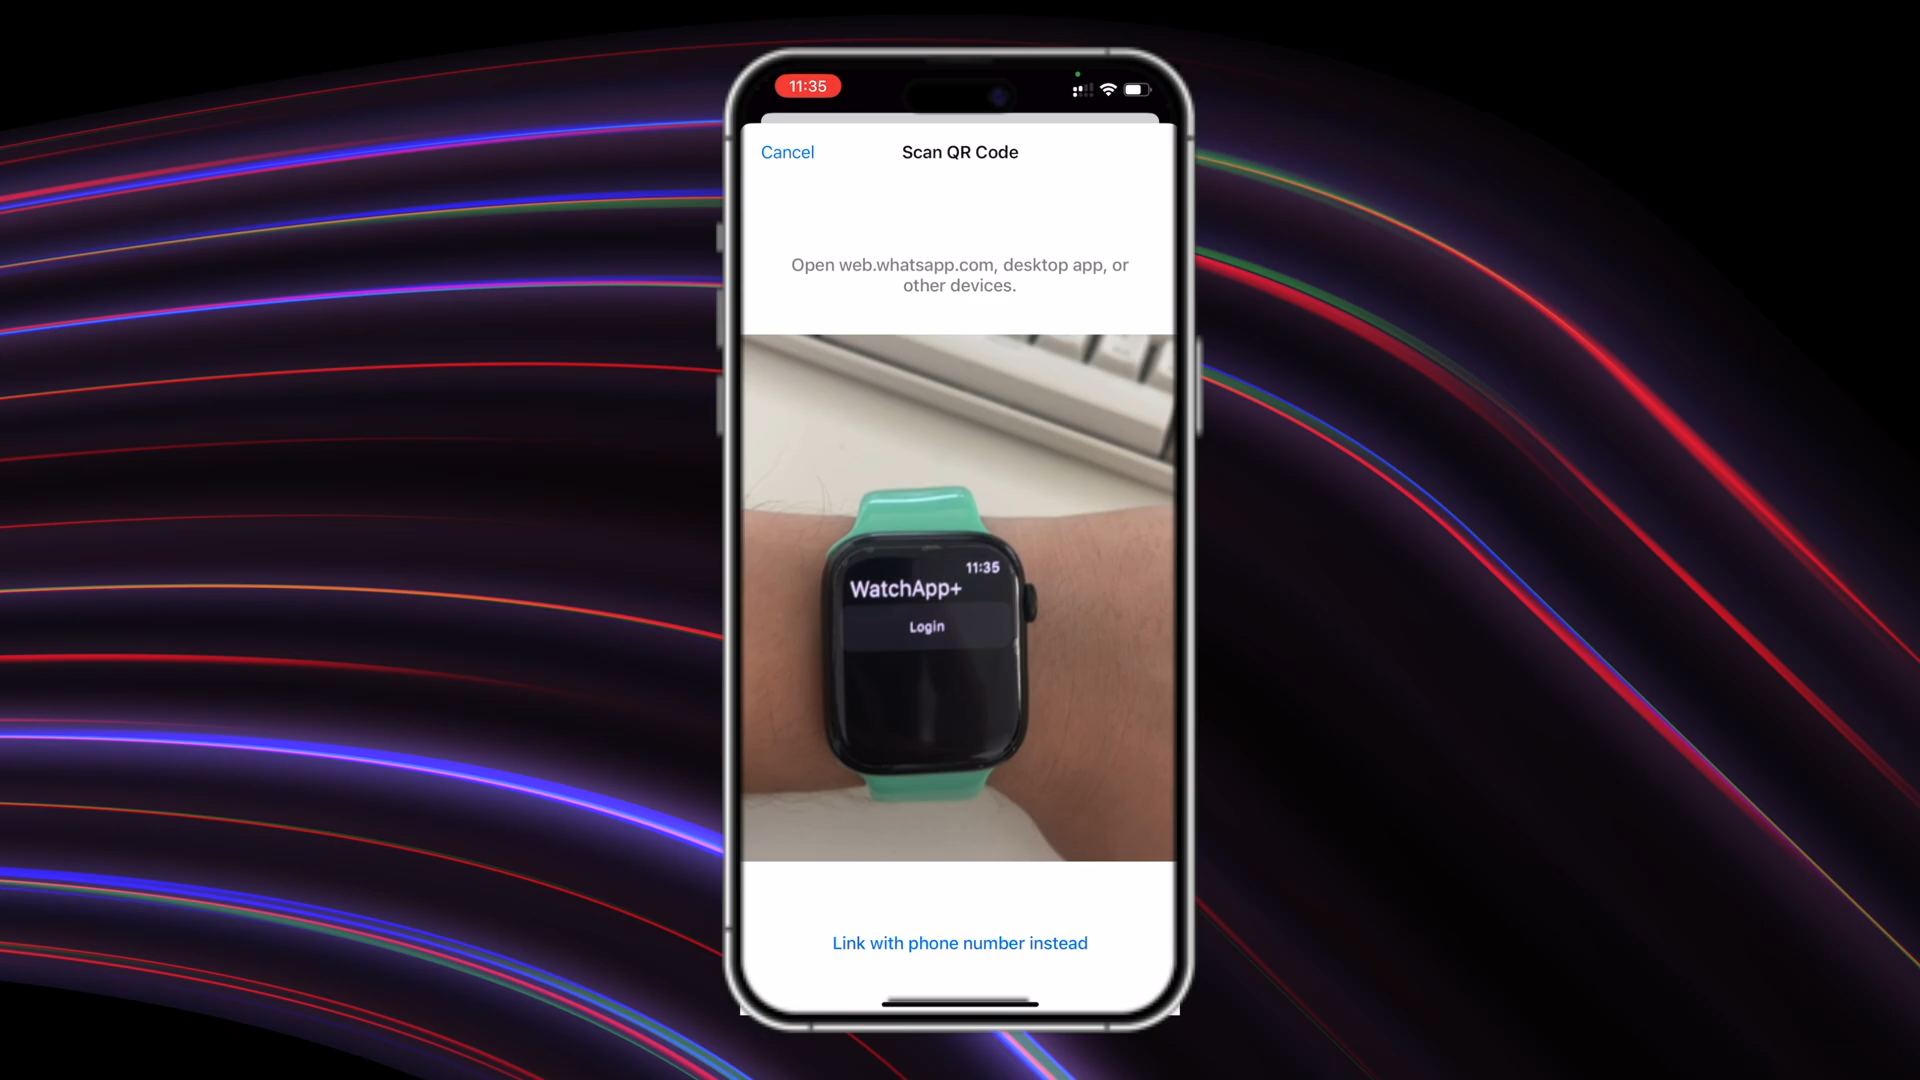 11:35
Cancel
Scan QR Code
Open web.whatsapp.com, desktop app, or
other devices.
11:35
WatchApp+
Login
Link with phone number instead